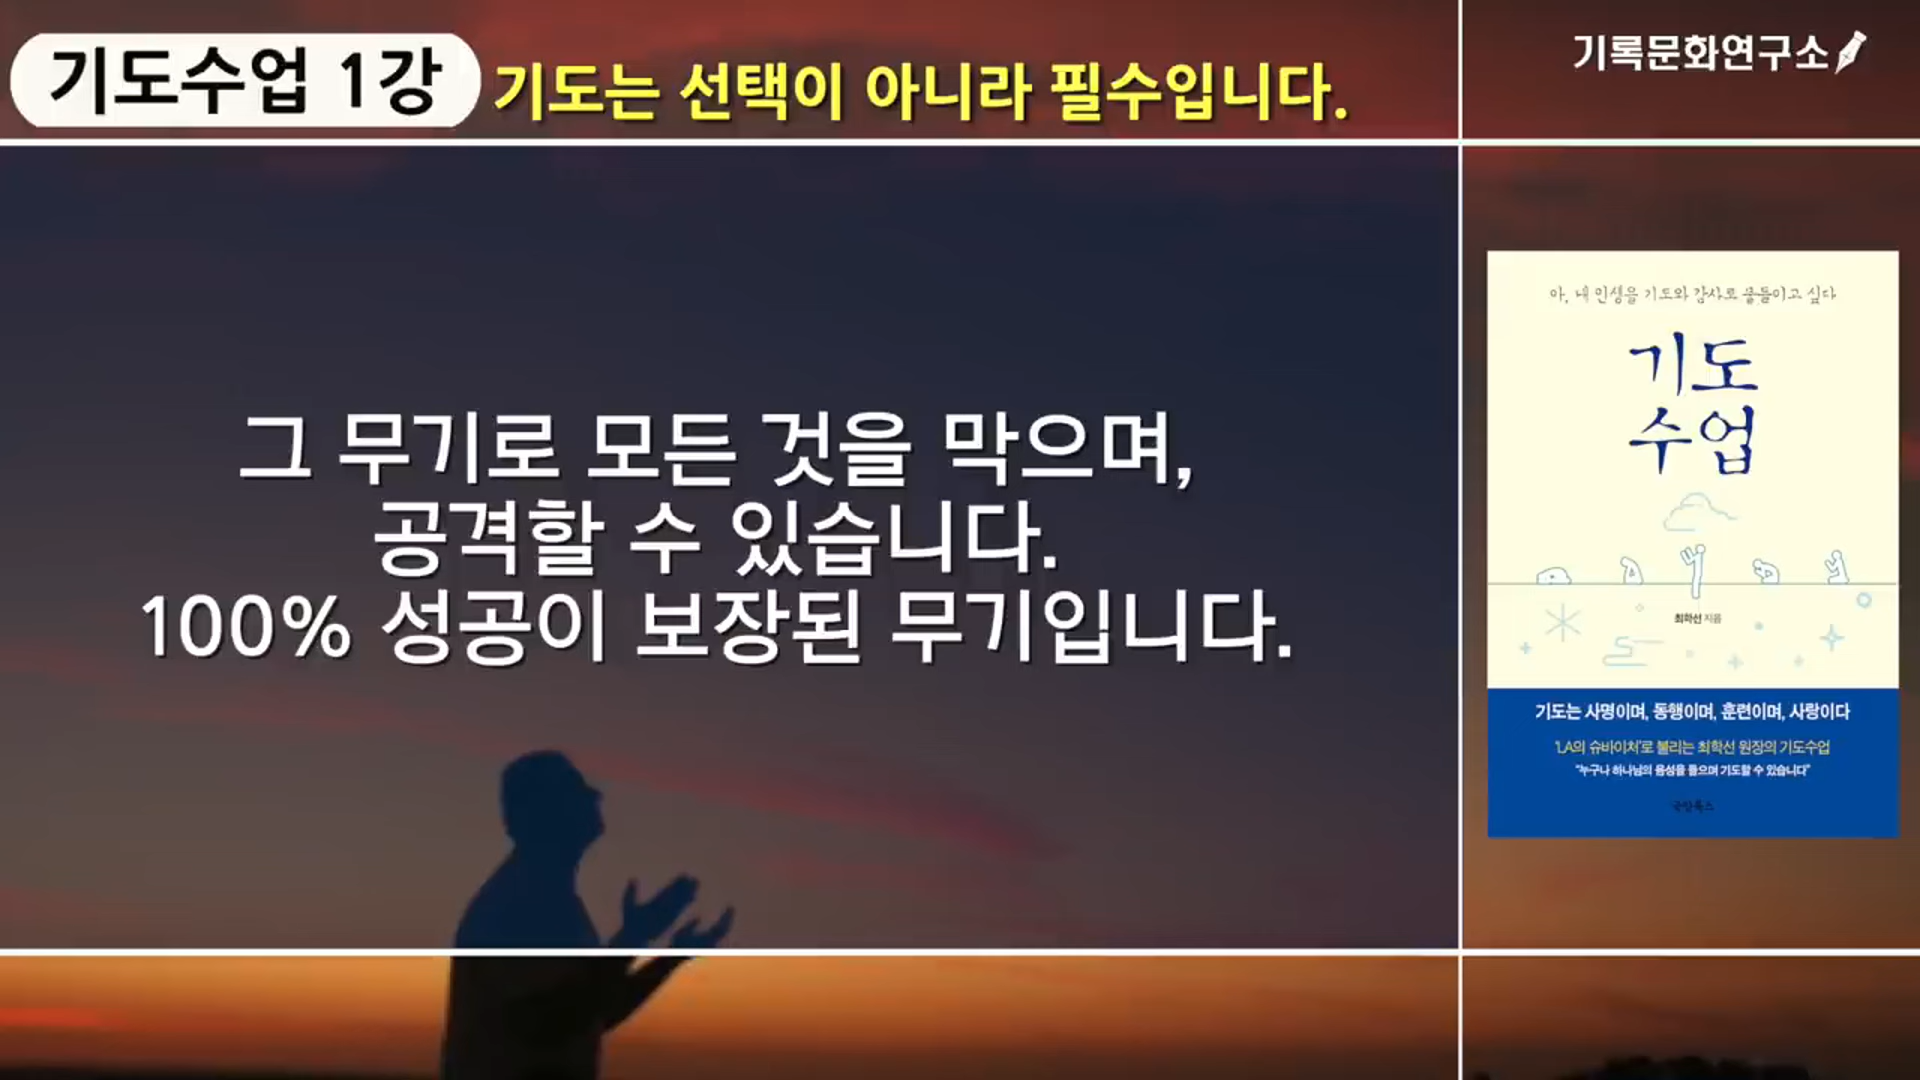 기도수업 1강
기도는 선택이 아니라 필수입니다.
기록문화연구소
그 무기로 모든 것을 막으며,
공격할 수 있습니다.
100% 성공이 보장된 무기입니다.
아, 내 인생을 기도와 감사로 물들이고 싶다
기도
수업
최학선 지음
기도는 사명이며, 동행이며, 훈련이며, 사랑이다
'LA의 슈바이처'로 불리는 최학선 원장의 기도수업
"누구나 하나님의 음성을 들으며 기도할 수 있습니다"